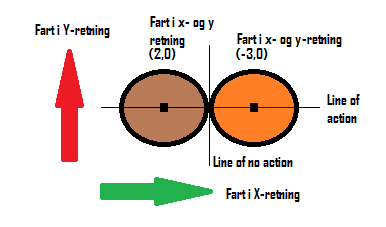 Fart i Y-retning
Fart i x- og y
retning
(2,0)
Fart i x- og y-retning
(-3,0)
Line of
action
Line of no action
Fart i X-retning